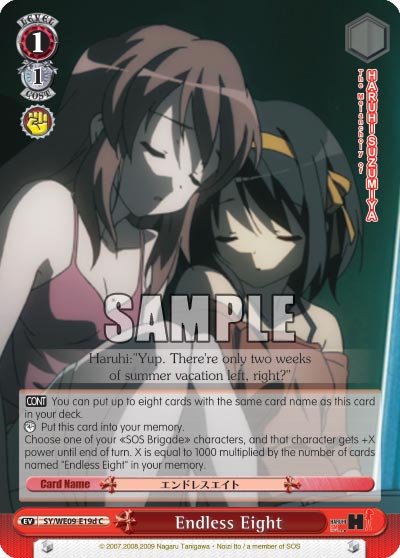 LEVEL
1
1
COST
The Melancholy of
HARUHI SUZUMIYA
SAMPLE
Haruhi:"Yup. There're only two weeks
of summer vacation left, right?"
CONT You can put up to eight cards with the same card name as this card
in your deck.
Put this card into your memory.
Choose one of your «SOS Brigade» characters, and that character gets +X
power until end of turn. X is equal to 1000 multiplied by the number of cards
named "Endless Eight" in your memory.
Card Name エンドレスエイト
EV SY/WE09-E19d C Endless Eight
HARUHI
H
© 2007,2008,2009 Nagaru Tanigawa • Noizi Ito / a member of SOS